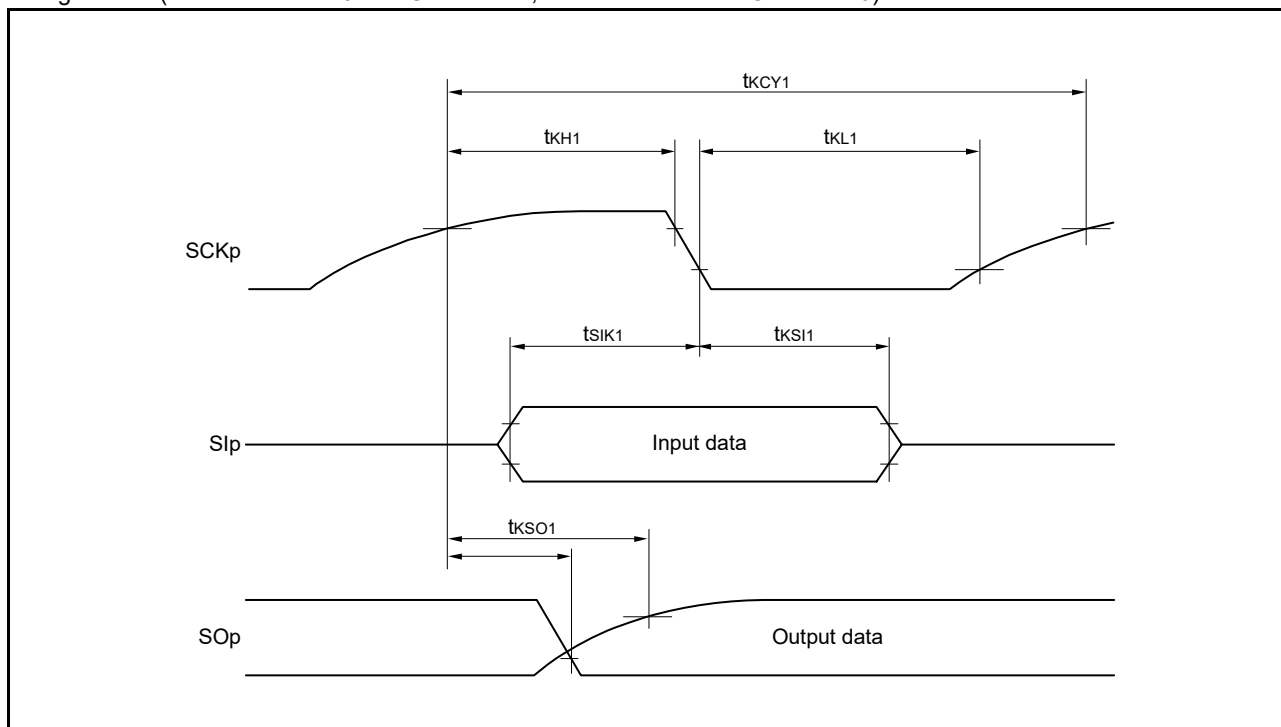 tKCY1
tKH1
tKL1
SCKp
tSIK1
tKSI1
SIp
Input data
tKSO1
SOp
Output data